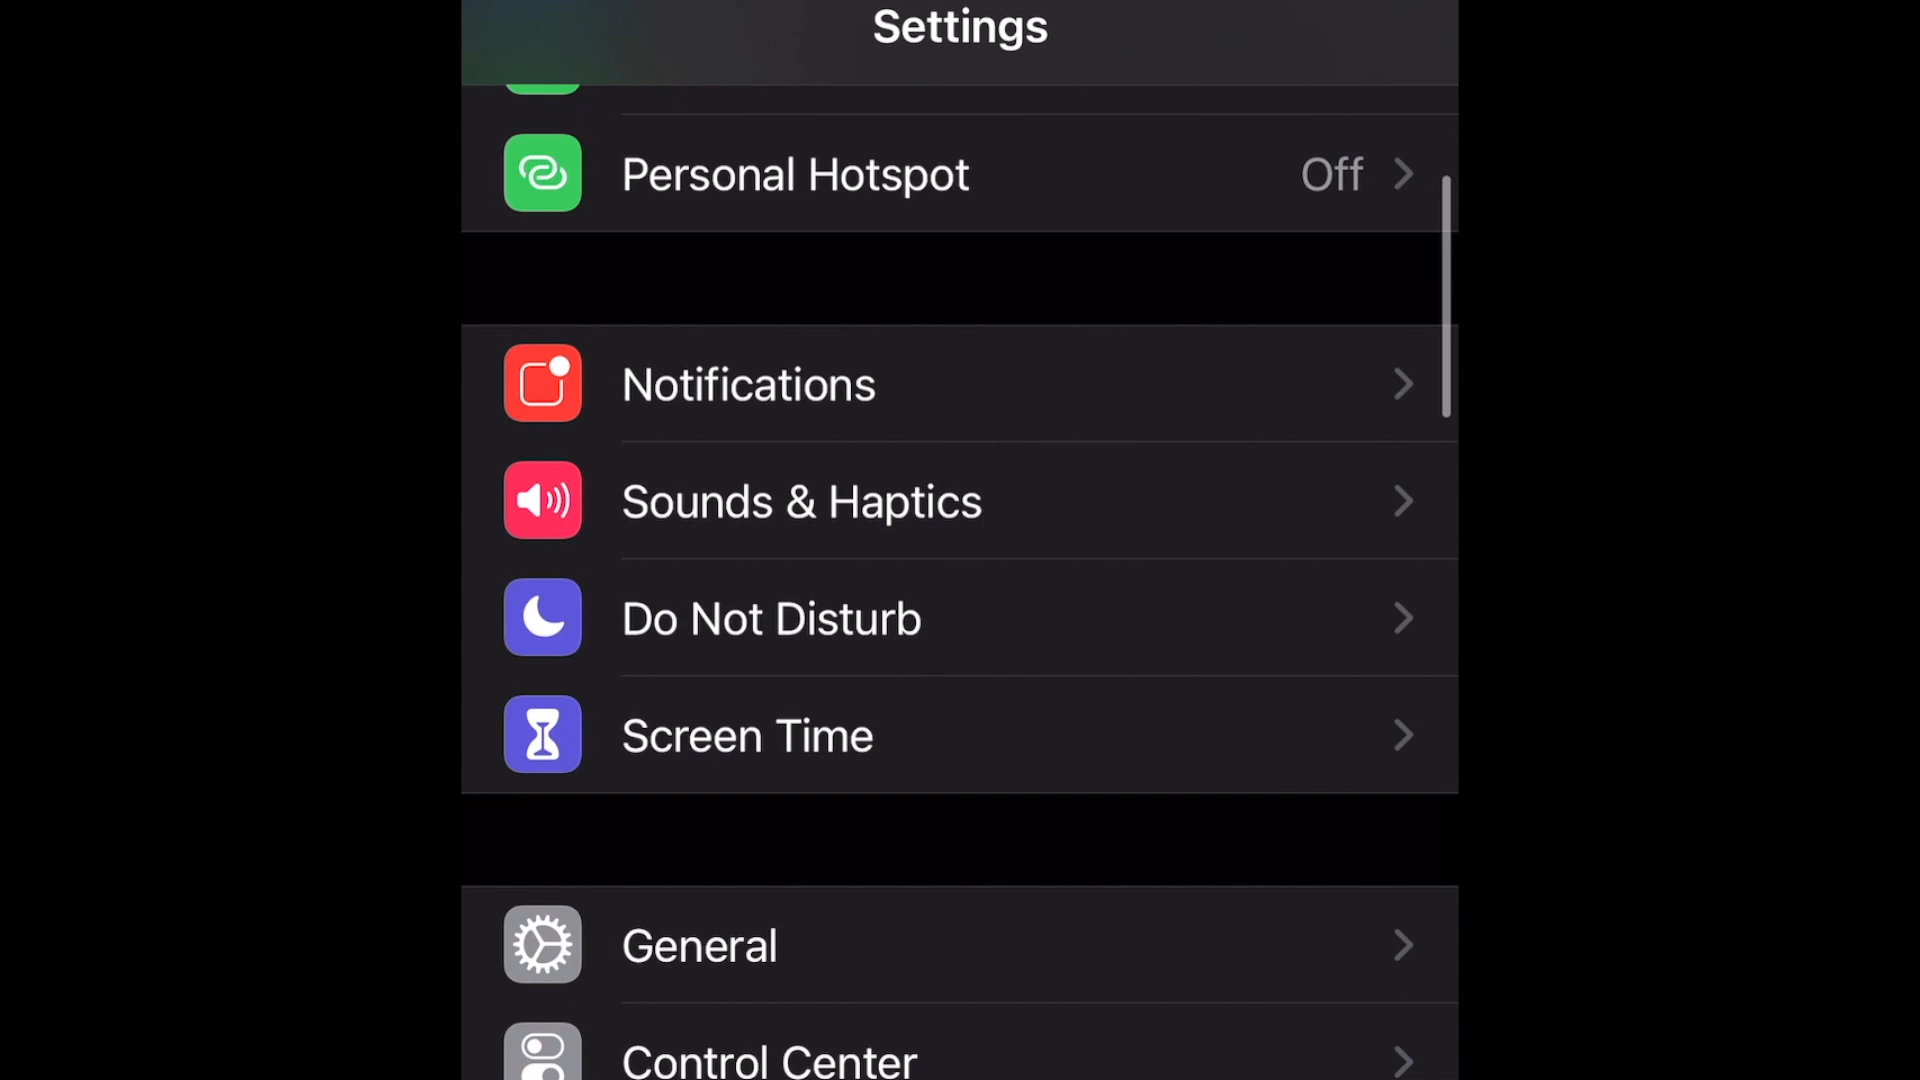 Settings
Personal Hotspot Off
Notifications
Sounds & Haptics
Do Not Disturb
Screen Time
General
Control Center